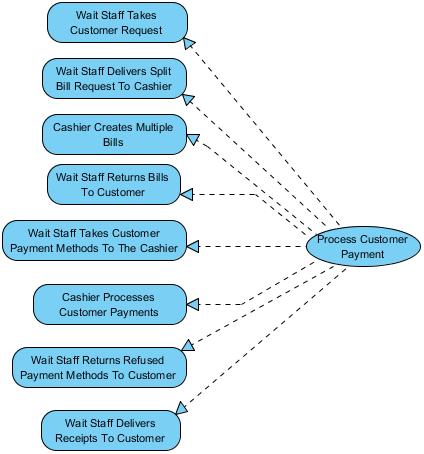 Wait Staff Takes
Customer Request
Wait Staff Delivers Split
Bill Request To Cashier
Cashier Creates Multiple
Bills
Wait Staff Returns Bills
To Customer
Wait Staff Takes Customer
Payment Methods To The Cashier
Process Customer
Payment
Cashier Processes
Customer Payments
Wait Staff Returns Refused
Payment Methods To Customer
Wait Staff Delivers
Receipts To Customer